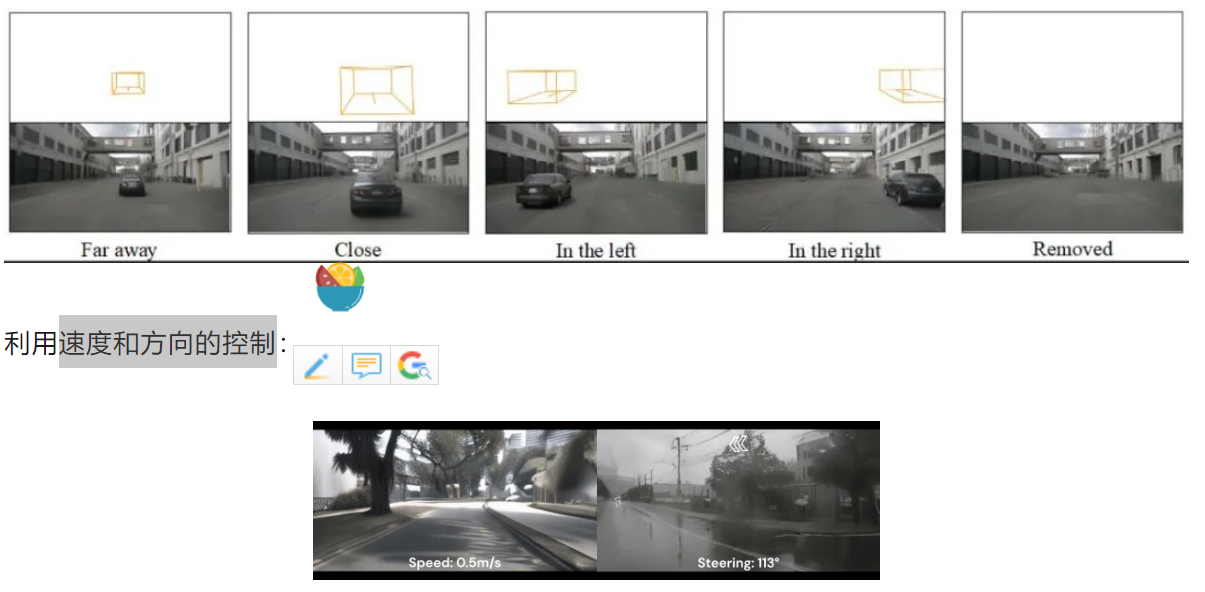 Far away Close In the left In the right Removed
利用速度和方向的控制：
Speed: 0.5m/s Steering: 113°